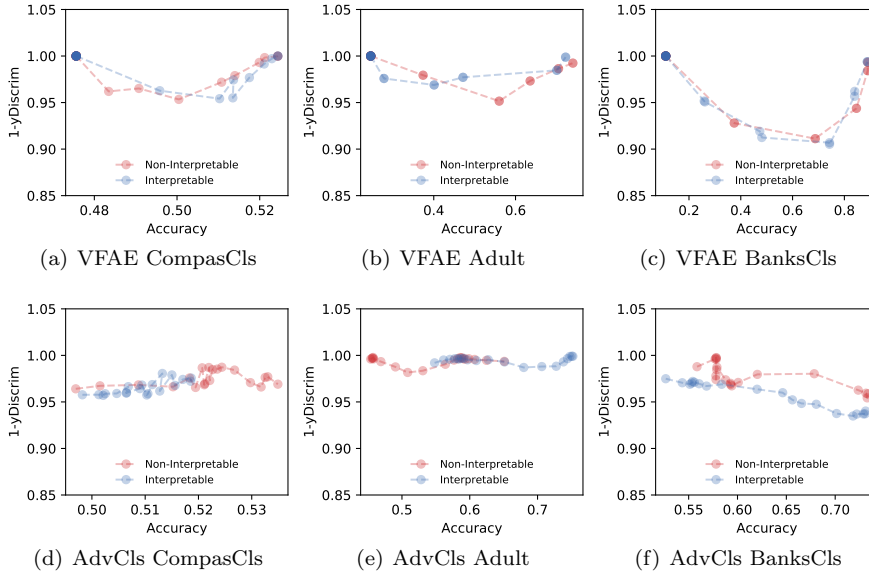 1.05
1.00
0.95
0.90
0.85
1-yDiscrim
Non-Interpretable
Interpretable
0.48 0.50 0.52
Accuracy
(a) VFAE CompasCls
1.05
1.00
0.95
0.90
0.85
1-yDiscrim
Non-Interpretable
Interpretable
0.4 0.6
Accuracy
(b) VFAE Adult
1.05
1.00
0.95
0.90
0.85
1-yDiscrim
Non-Interpretable
Interpretable
0.2 0.4 0.6 0.8
Accuracy
(c) VFAE BanksCls
1.05
1.00
0.95
0.90
0.85
1-yDiscrim
Non-Interpretable
Interpretable
0.50 0.51 0.52 0.53
Accuracy
(d) AdvCls CompasCls
1.05
1.00
0.95
0.90
0.85
1-yDiscrim
Non-Interpretable
Interpretable
0.5 0.6 0.7
Accuracy
(e) AdvCls Adult
1.05
1.00
0.95
0.90
0.85
1-yDiscrim
Non-Interpretable
Interpretable
0.55 0.60 0.65 0.70
Accuracy
(f) AdvCls BanksCls